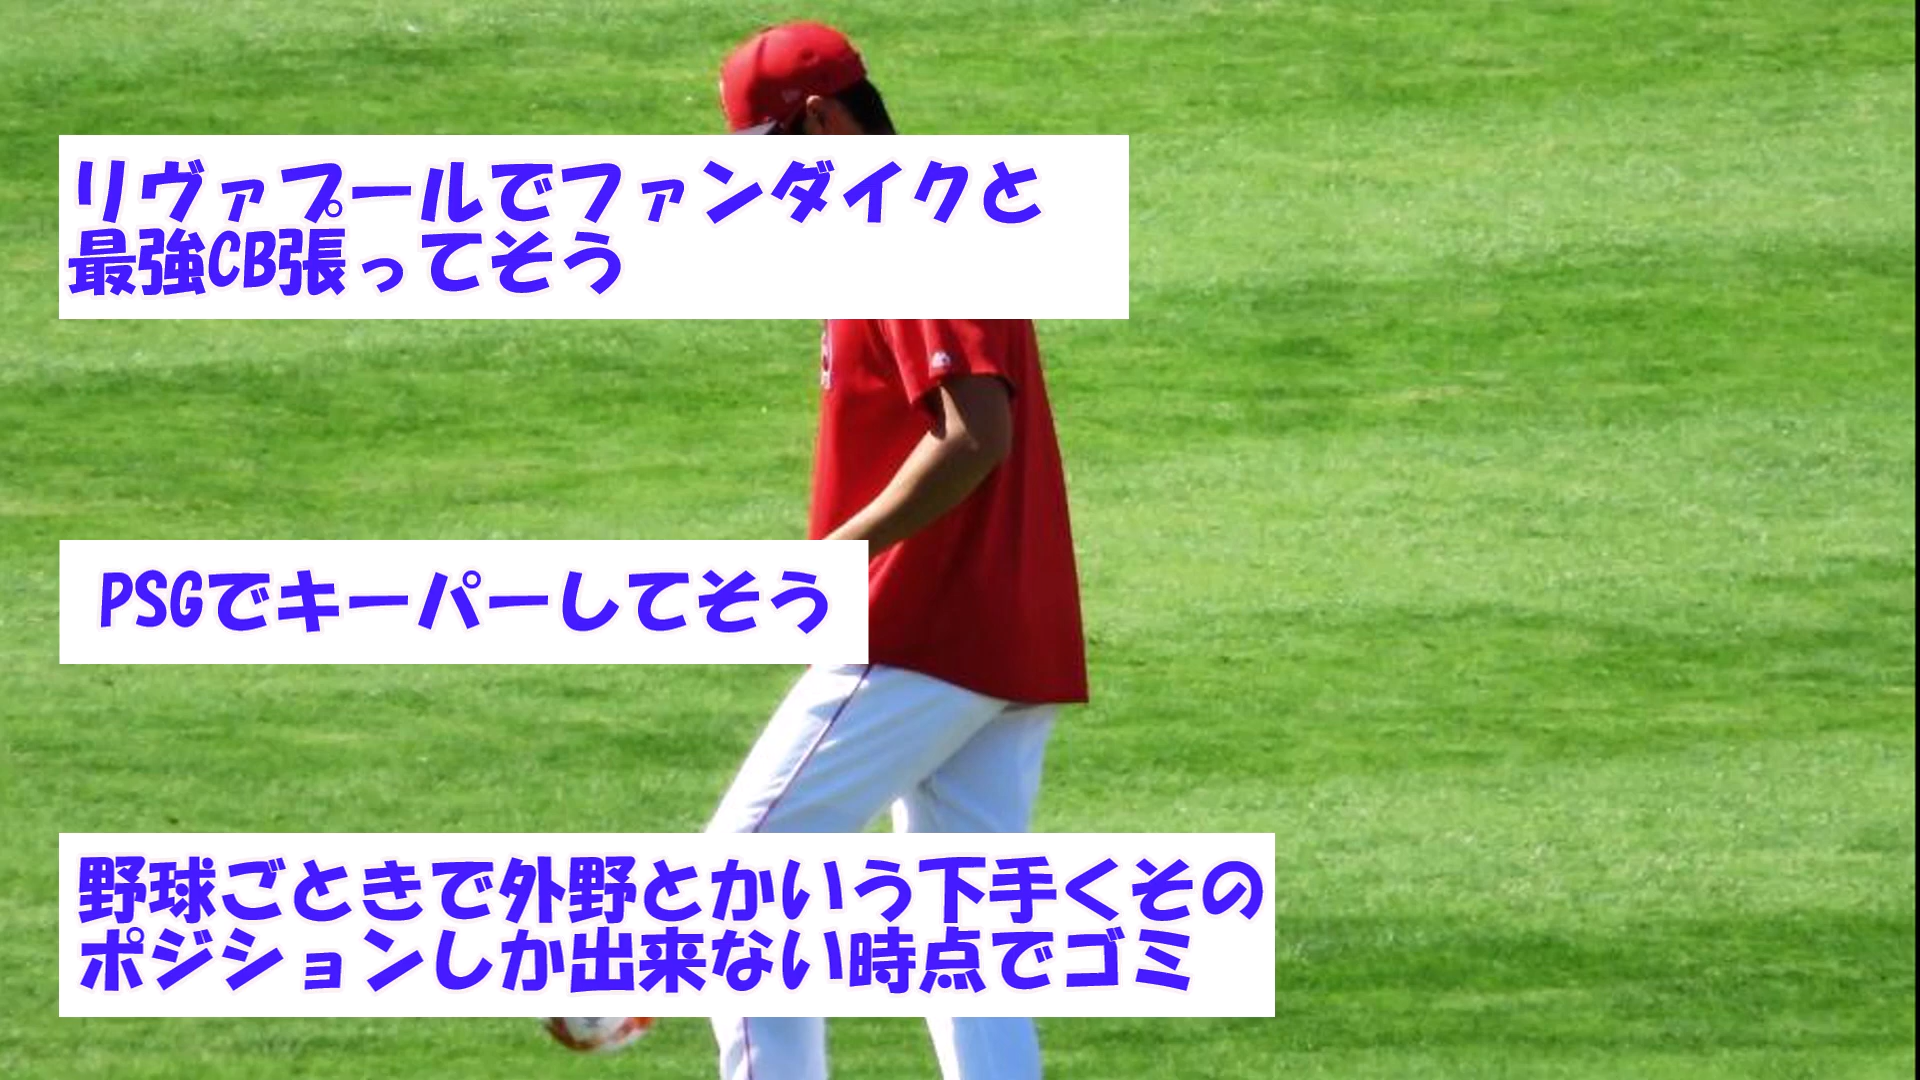 リヴァプールでファンダイクと
最強CB張ってそう
PSGでキーパーしてそう
野球ごときで外野とかいう下手くその
ポジションしか出来ない時点でゴミ